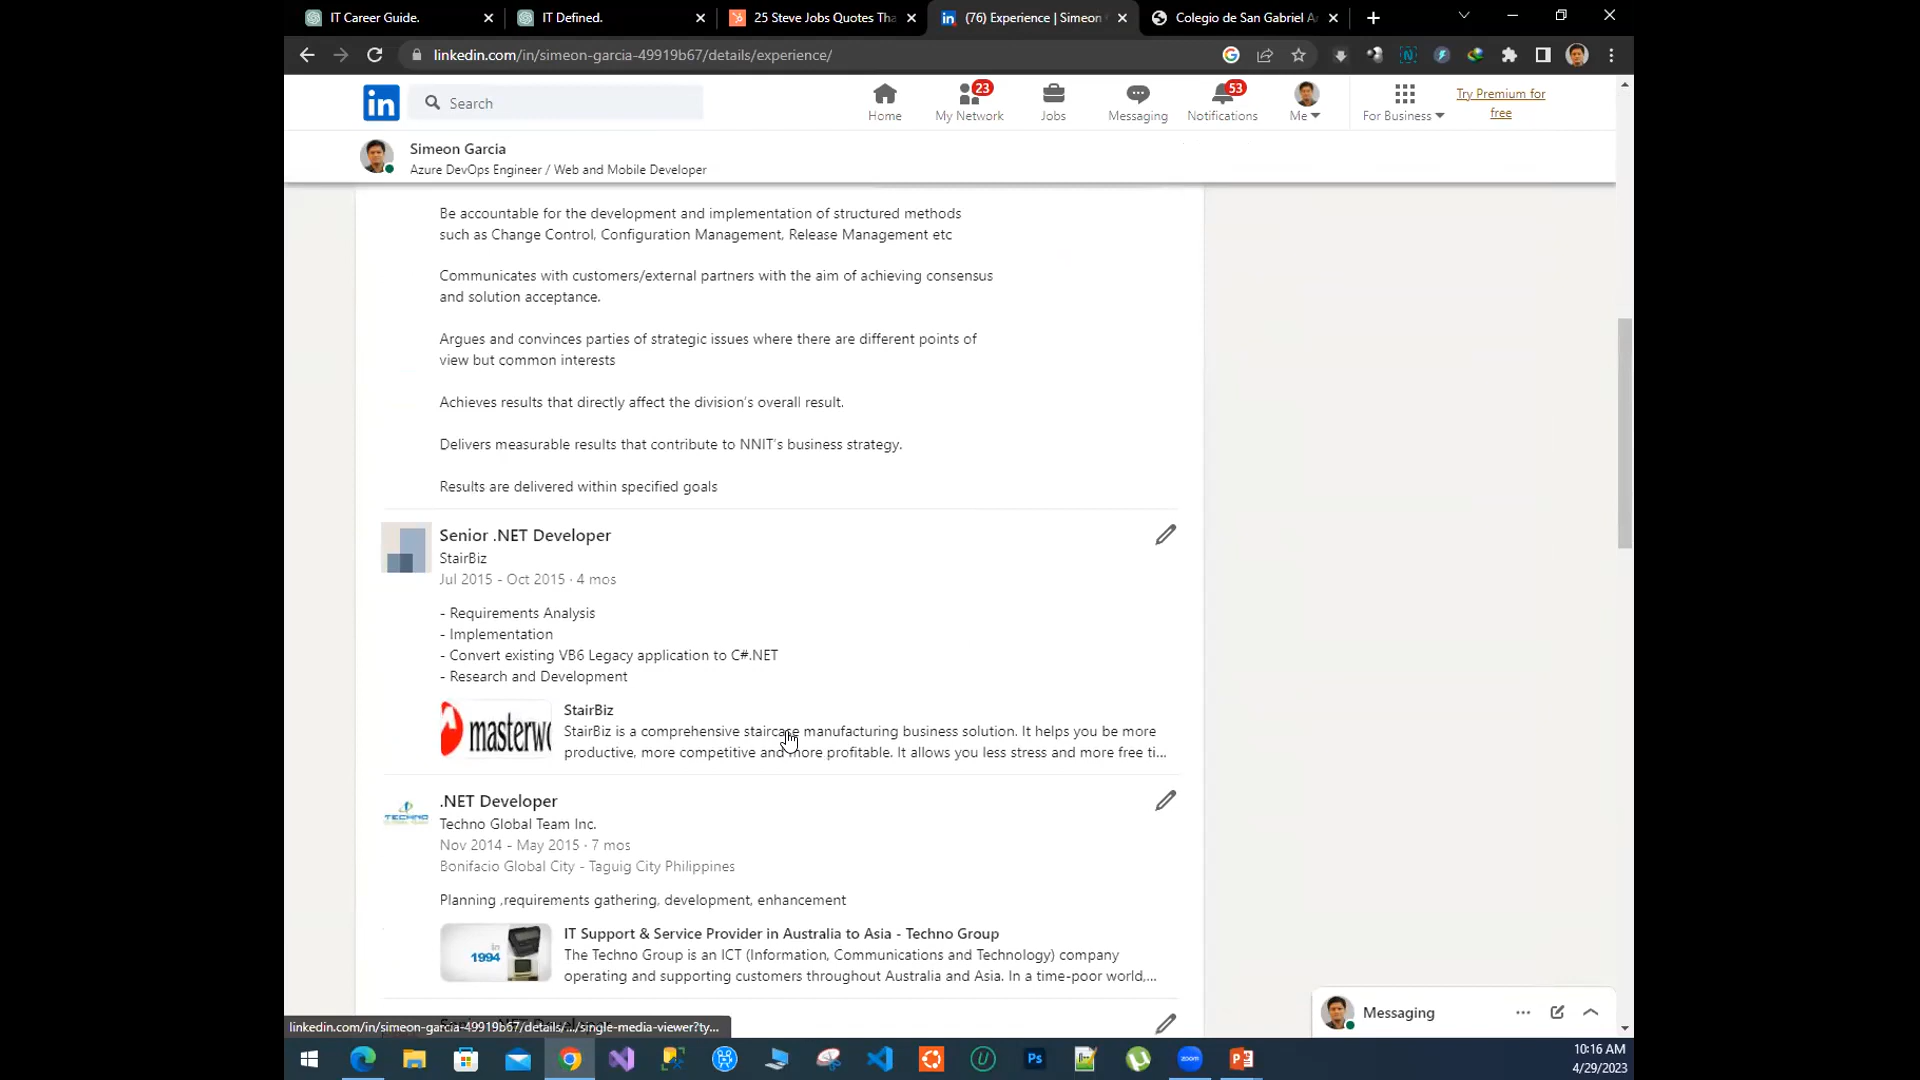 IT Career Guide.
IT Defined.
25 Steve Jobs Quotes Tha
(76) Experience | Simeon
Colegio de San Gabriel A
linkedin.com/in/simeon-garcia-49919b67/details/experience/
in
Search
Home
23
My Network
Jobs
Messaging
53
Notifications
Me
For Business
Try Premium for
free
Simeon Garcia
Azure DevOps Engineer / Web and Mobile Developer
Be accountable for the development and implementation of structured methods
such as Change Control, Configuration Management, Release Management etc
Communicates with customers/external partners with the aim of achieving consensus
and solution acceptance.
Argues and convinces parties of strategic issues where there are different points of
view but common interests
Achieves results that directly affect the division's overall result.
Delivers measurable results that contribute to NNIT's business strategy.
Results are delivered within specified goals
Senior .NET Developer
StairBiz
Jul 2015 - Oct 2015 · 4 mos
- Requirements Analysis
- Implementation
- Convert existing VB6 Legacy application to C#.NET
- Research and Development
masterwo
StairBiz
StairBiz is a comprehensive staircase manufacturing business solution. It helps you be more
productive, more competitive and more profitable. It allows you less stress and more free ti...
TECHNO
.NET Developer
Techno Global Team Inc.
Nov 2014 - May 2015 · 7 mos
Bonifacio Global City - Taguig City Philippines
Planning ,requirements gathering, development, enhancement
in
1994
IT Support & Service Provider in Australia to Asia - Techno Group
The Techno Group is an ICT (Information, Communications and Technology) company
operating and supporting customers throughout Australia and Asia. In a time-poor world,...
Messaging
linkedin.com/in/simeon-garcia-49919b67/details/.../single-media-viewer?ty...
Ps
zoom
10:16 AM
4/29/2023